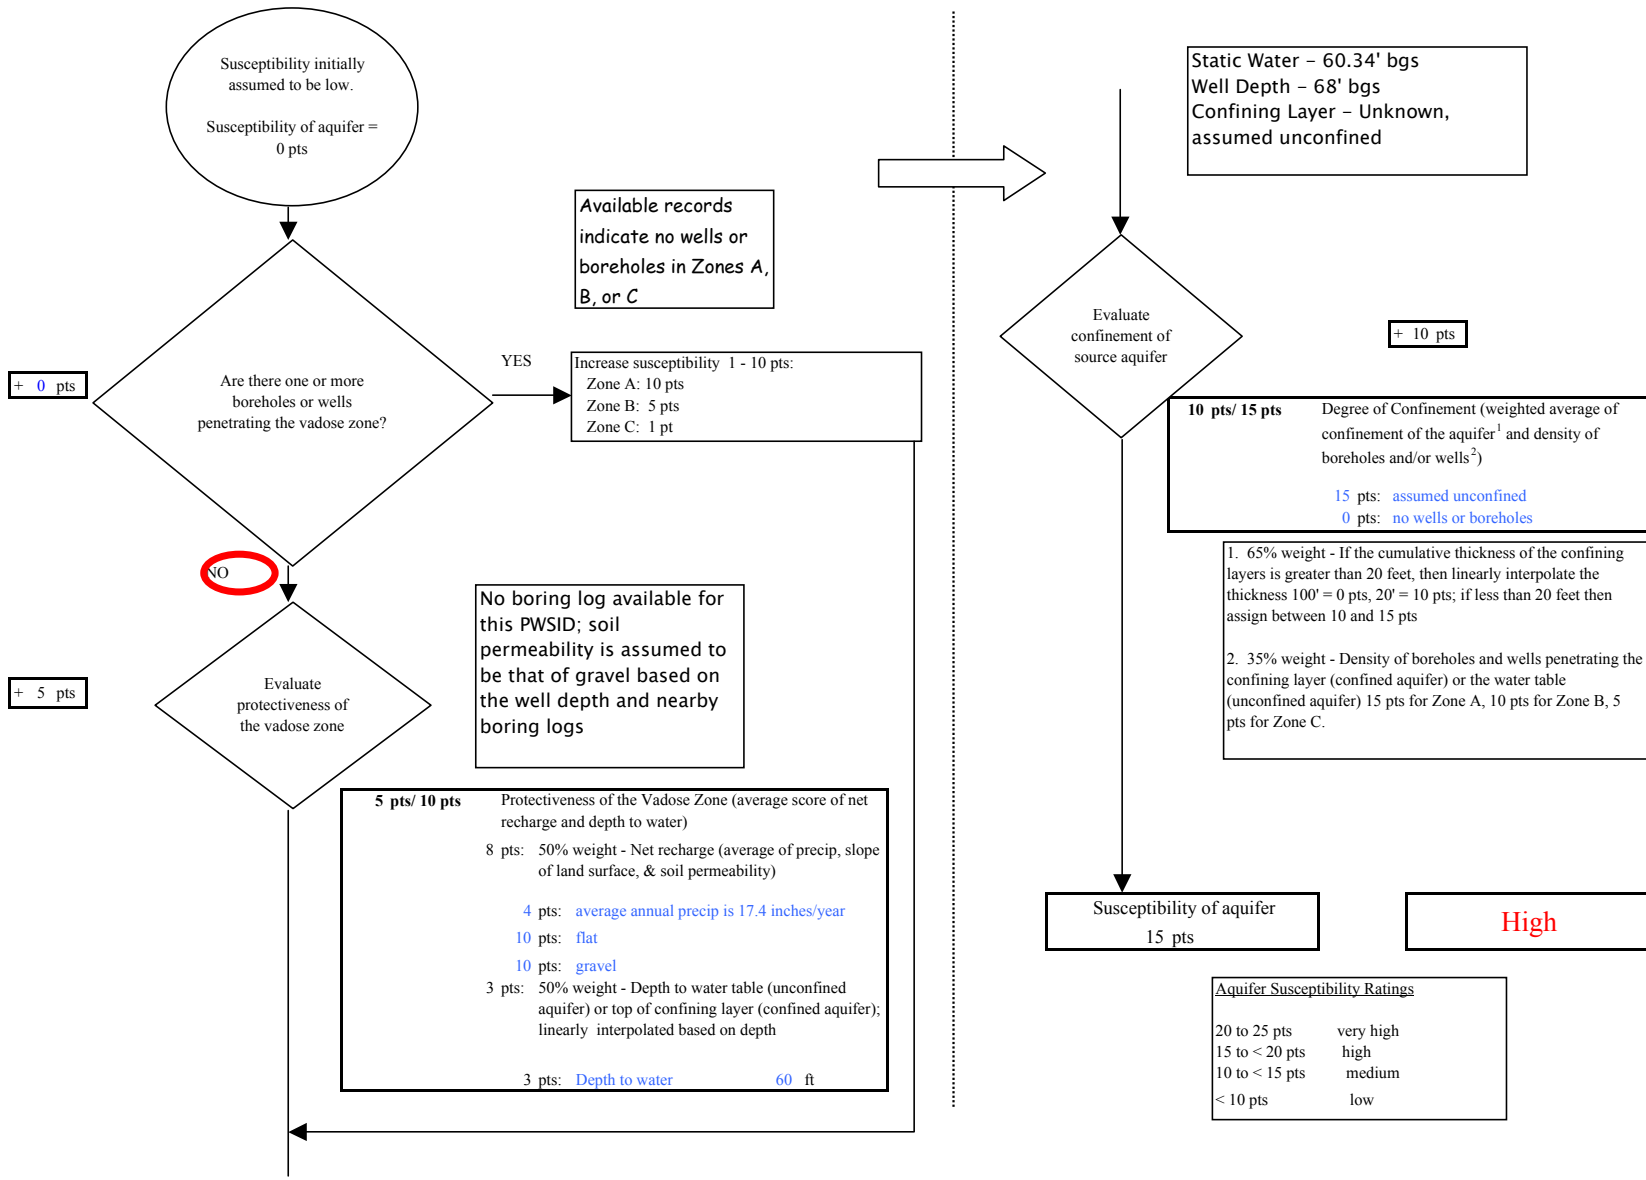 Susceptibility initially
assumed to be low.
Susceptibility of aquifer =
0 pts
Available records
indicate no wells or
boreholes in Zones A,
B, or C
Are there one or more
boreholes or wells
penetrating the vadose zone?
+ 0 pts
YES
Increase susceptibility 1 - 10 pts:
Zone A: 10 pts
Zone B: 5 pts
Zone C: 1 pt
NO
No boring log available for
this PWSID; soil
permeability is assumed to
be that of gravel based on
the well depth and nearby
boring logs
Evaluate
protectiveness of
the vadose zone
+ 5 pts
5 pts/ 10 pts Protectiveness of the Vadose Zone (average score of net
recharge and depth to water)
8 pts: 50% weight - Net recharge (average of precip, slope
of land surface, & soil permeability)
4 pts: average annual precip is 17.4 inches/year
10 pts: flat
10 pts: gravel
3 pts: 50% weight - Depth to water table (unconfined
aquifer) or top of confining layer (confined aquifer);
linearly interpolated based on depth
3 pts: Depth to water 60 ft
Static Water – 60.34' bgs
Well Depth – 68' bgs
Confining Layer – Unknown,
assumed unconfined
Evaluate
confinement of
source aquifer
+ 10 pts
10 pts/ 15 pts Degree of Confinement (weighted average of
confinement of the aquifer1 and density of
boreholes and/or wells2)
15 pts: assumed unconfined
0 pts: no wells or boreholes
1. 65% weight - If the cumulative thickness of the confining
layers is greater than 20 feet, then linearly interpolate the
thickness 100' = 0 pts, 20' = 10 pts; if less than 20 feet then
assign between 10 and 15 pts
2. 35% weight - Density of boreholes and wells penetrating the
confining layer (confined aquifer) or the water table
(unconfined aquifer) 15 pts for Zone A, 10 pts for Zone B, 5
pts for Zone C.
Susceptibility of aquifer
15 pts
High
Aquifer Susceptibility Ratings
20 to 25 pts very high
15 to < 20 pts high
10 to < 15 pts medium
< 10 pts low